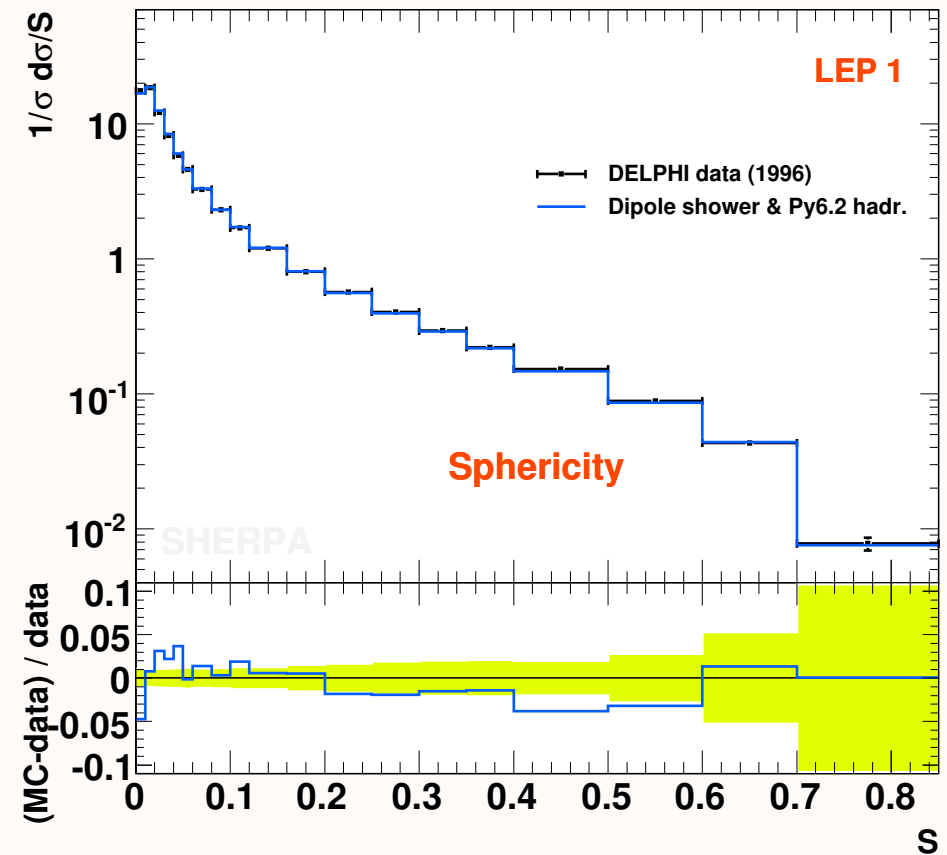 1/σ dσ/S
LEP 1
10
DELPHI data (1996)
Dipole shower & Py6.2 hadr.
1
10^-1
Sphericity
10^-2
SHERPA
(MC-data) / data
0.1
0.05
0
-0.05
-0.1
0 0.1 0.2 0.3 0.4 0.5 0.6 0.7 0.8
S